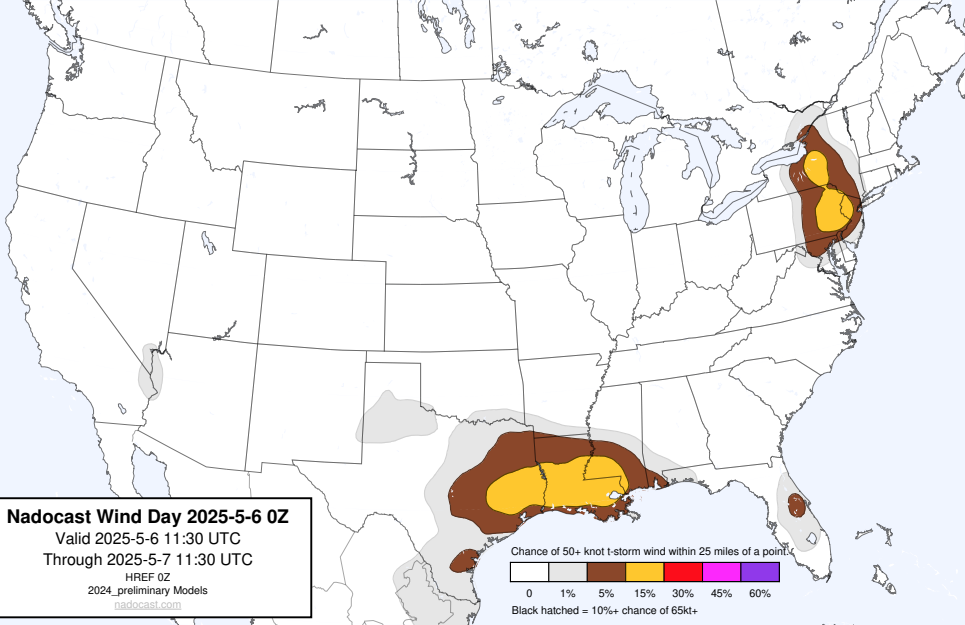 Nadocast Wind Day 2025-5-6 0Z
Valid 2025-5-6 11:30 UTC
Through 2025-5-7 11:30 UTC
HREF 0Z
2024_preliminary Models
nadocast.com
Chance of 50+ knot t-storm wind within 25 miles of a point.
0 1% 5% 15% 30% 45% 60%
Black hatched = 10%+ chance of 65kt+